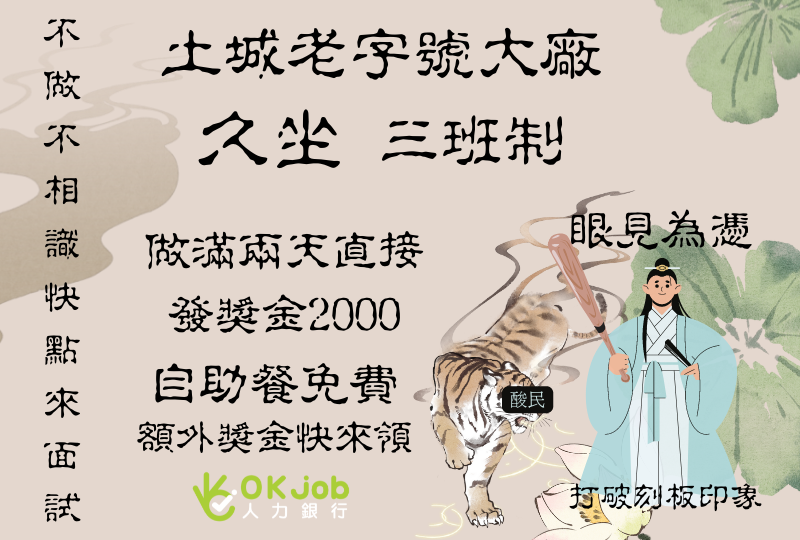 不做不相識快點來面試
土城老字號大廠
久坐 三班制
做滿兩天直接
發獎金2000
自助餐免費
額外獎金快來領
OKJob
人力銀行
眼見為憑
酸民
打破刻板印象